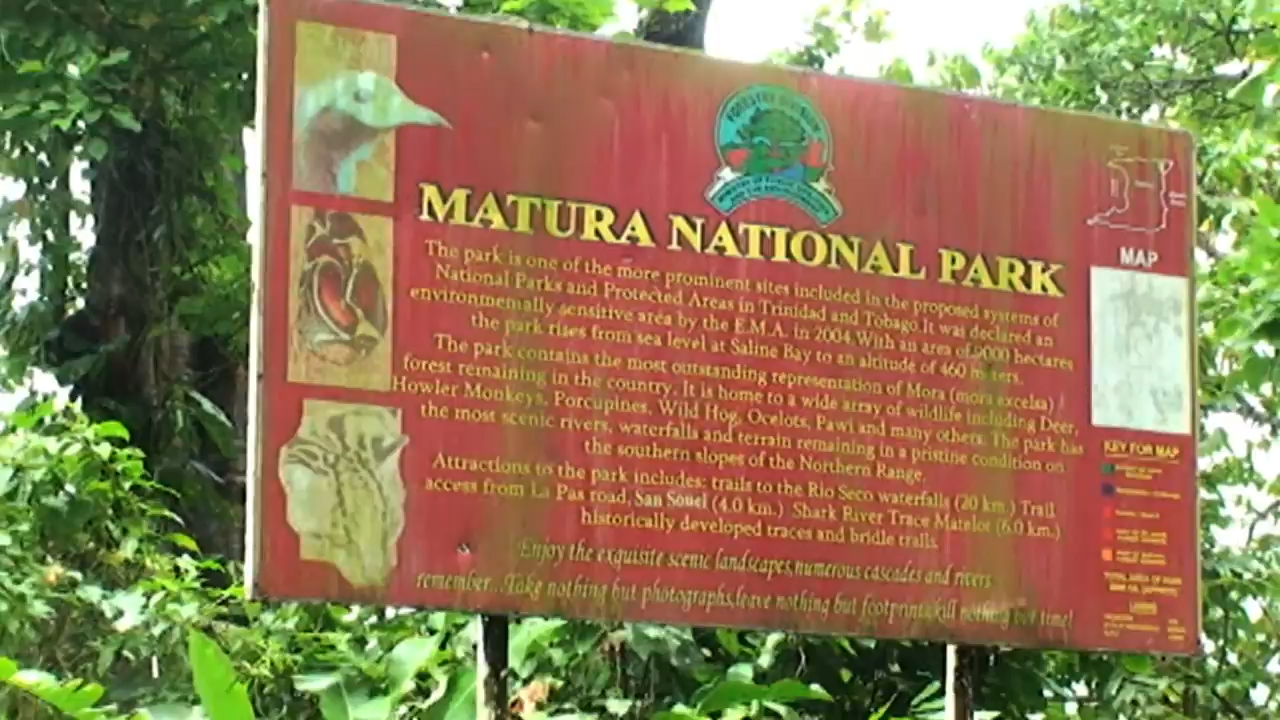 FORESTRY DIVISION
MATURA NATIONAL PARK
The park is one of the more prominent sites included in the proposed systems of
National Parks and Protected Areas in Trinidad and Tobago.It was declared an
environmentally sensitive area by the E.M.A. in 2004.With an area of 9000 hectares
the park rises from sea level at Saline Bay to an altitude of 460 meters.
The park contains the most outstanding representation of Mora (mora excelsa)
forest remaining in the country. It is home to a wide array of wildlife including Deer,
Howler Monkeys, Porcupines, Wild Hog, Ocelots, Pawi and many others. The park has
the most scenic rivers, waterfalls and terrain remaining in a pristine condition on
the southern slopes of the Northern Range.
Attractions to the park includes: trails to the Rio Seco waterfalls (20 km.) Trail
access from La Pas road, San Souel (4.0 km.) Shark River Trace Matelot (6.0 km.)
historically developed traces and bridle trails.
Enjoy the exquisite scenic landscapes,numerous cascades and rivers
remember...Take nothing but photographs,leave nothing but footprints,kill nothing but time!
MAP
KEY FOR MAP
TOTAL AREA OF PARK